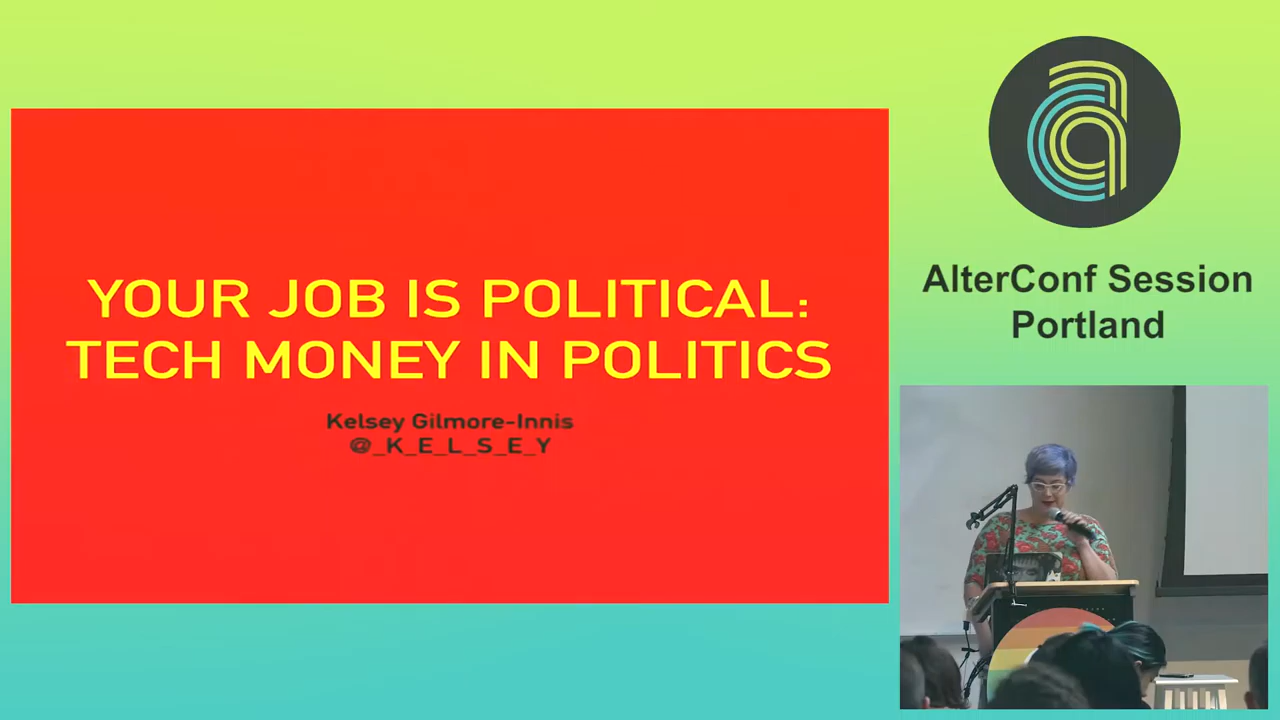 YOUR JOB IS POLITICAL:
TECH MONEY IN POLITICS
Kelsey Gilmore-Innis
@_K_E_L_S_E_Y
AlterConf Session
Portland